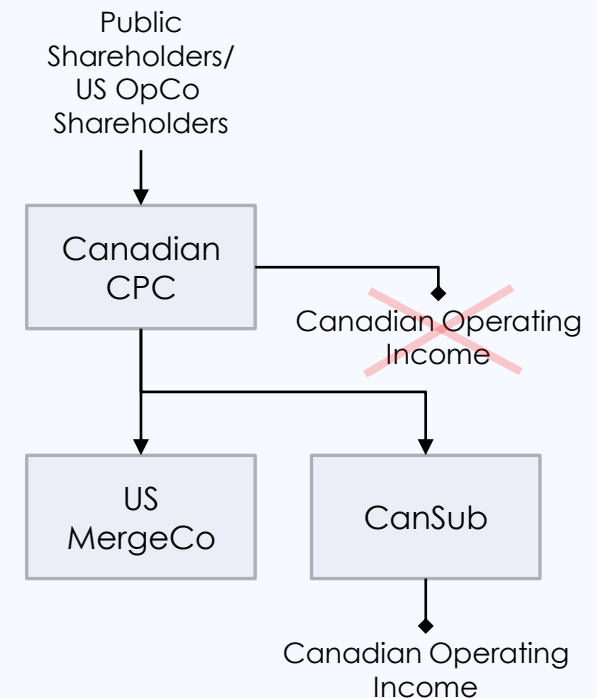 Public
Shareholders/
US OpCo
Shareholders
Canadian
CPC
Canadian Operating
Income
US
MergeCo
CanSub
Canadian Operating
Income